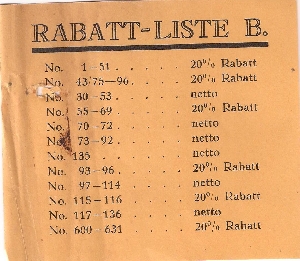 RABATT-LISTE B.
No. 1-51 . . . . . . 20% Rabatt
No. 43/75-96 . . . . 20% Rabatt
No. 30-53 . . . . . netto
No. 55-69 . . . . . 20% Rabatt
No. 70-72 . . . . . netto
No. 73-92 . . . . . netto
No. 135 . . . . . . netto
No. 93-96 . . . . . 20% Rabatt
No. 97-114 . . . . netto
No. 115-116 . . . . 20% Rabatt
No. 117-136 . . . . netto
No. 600-631 . . . . 20% Rabatt